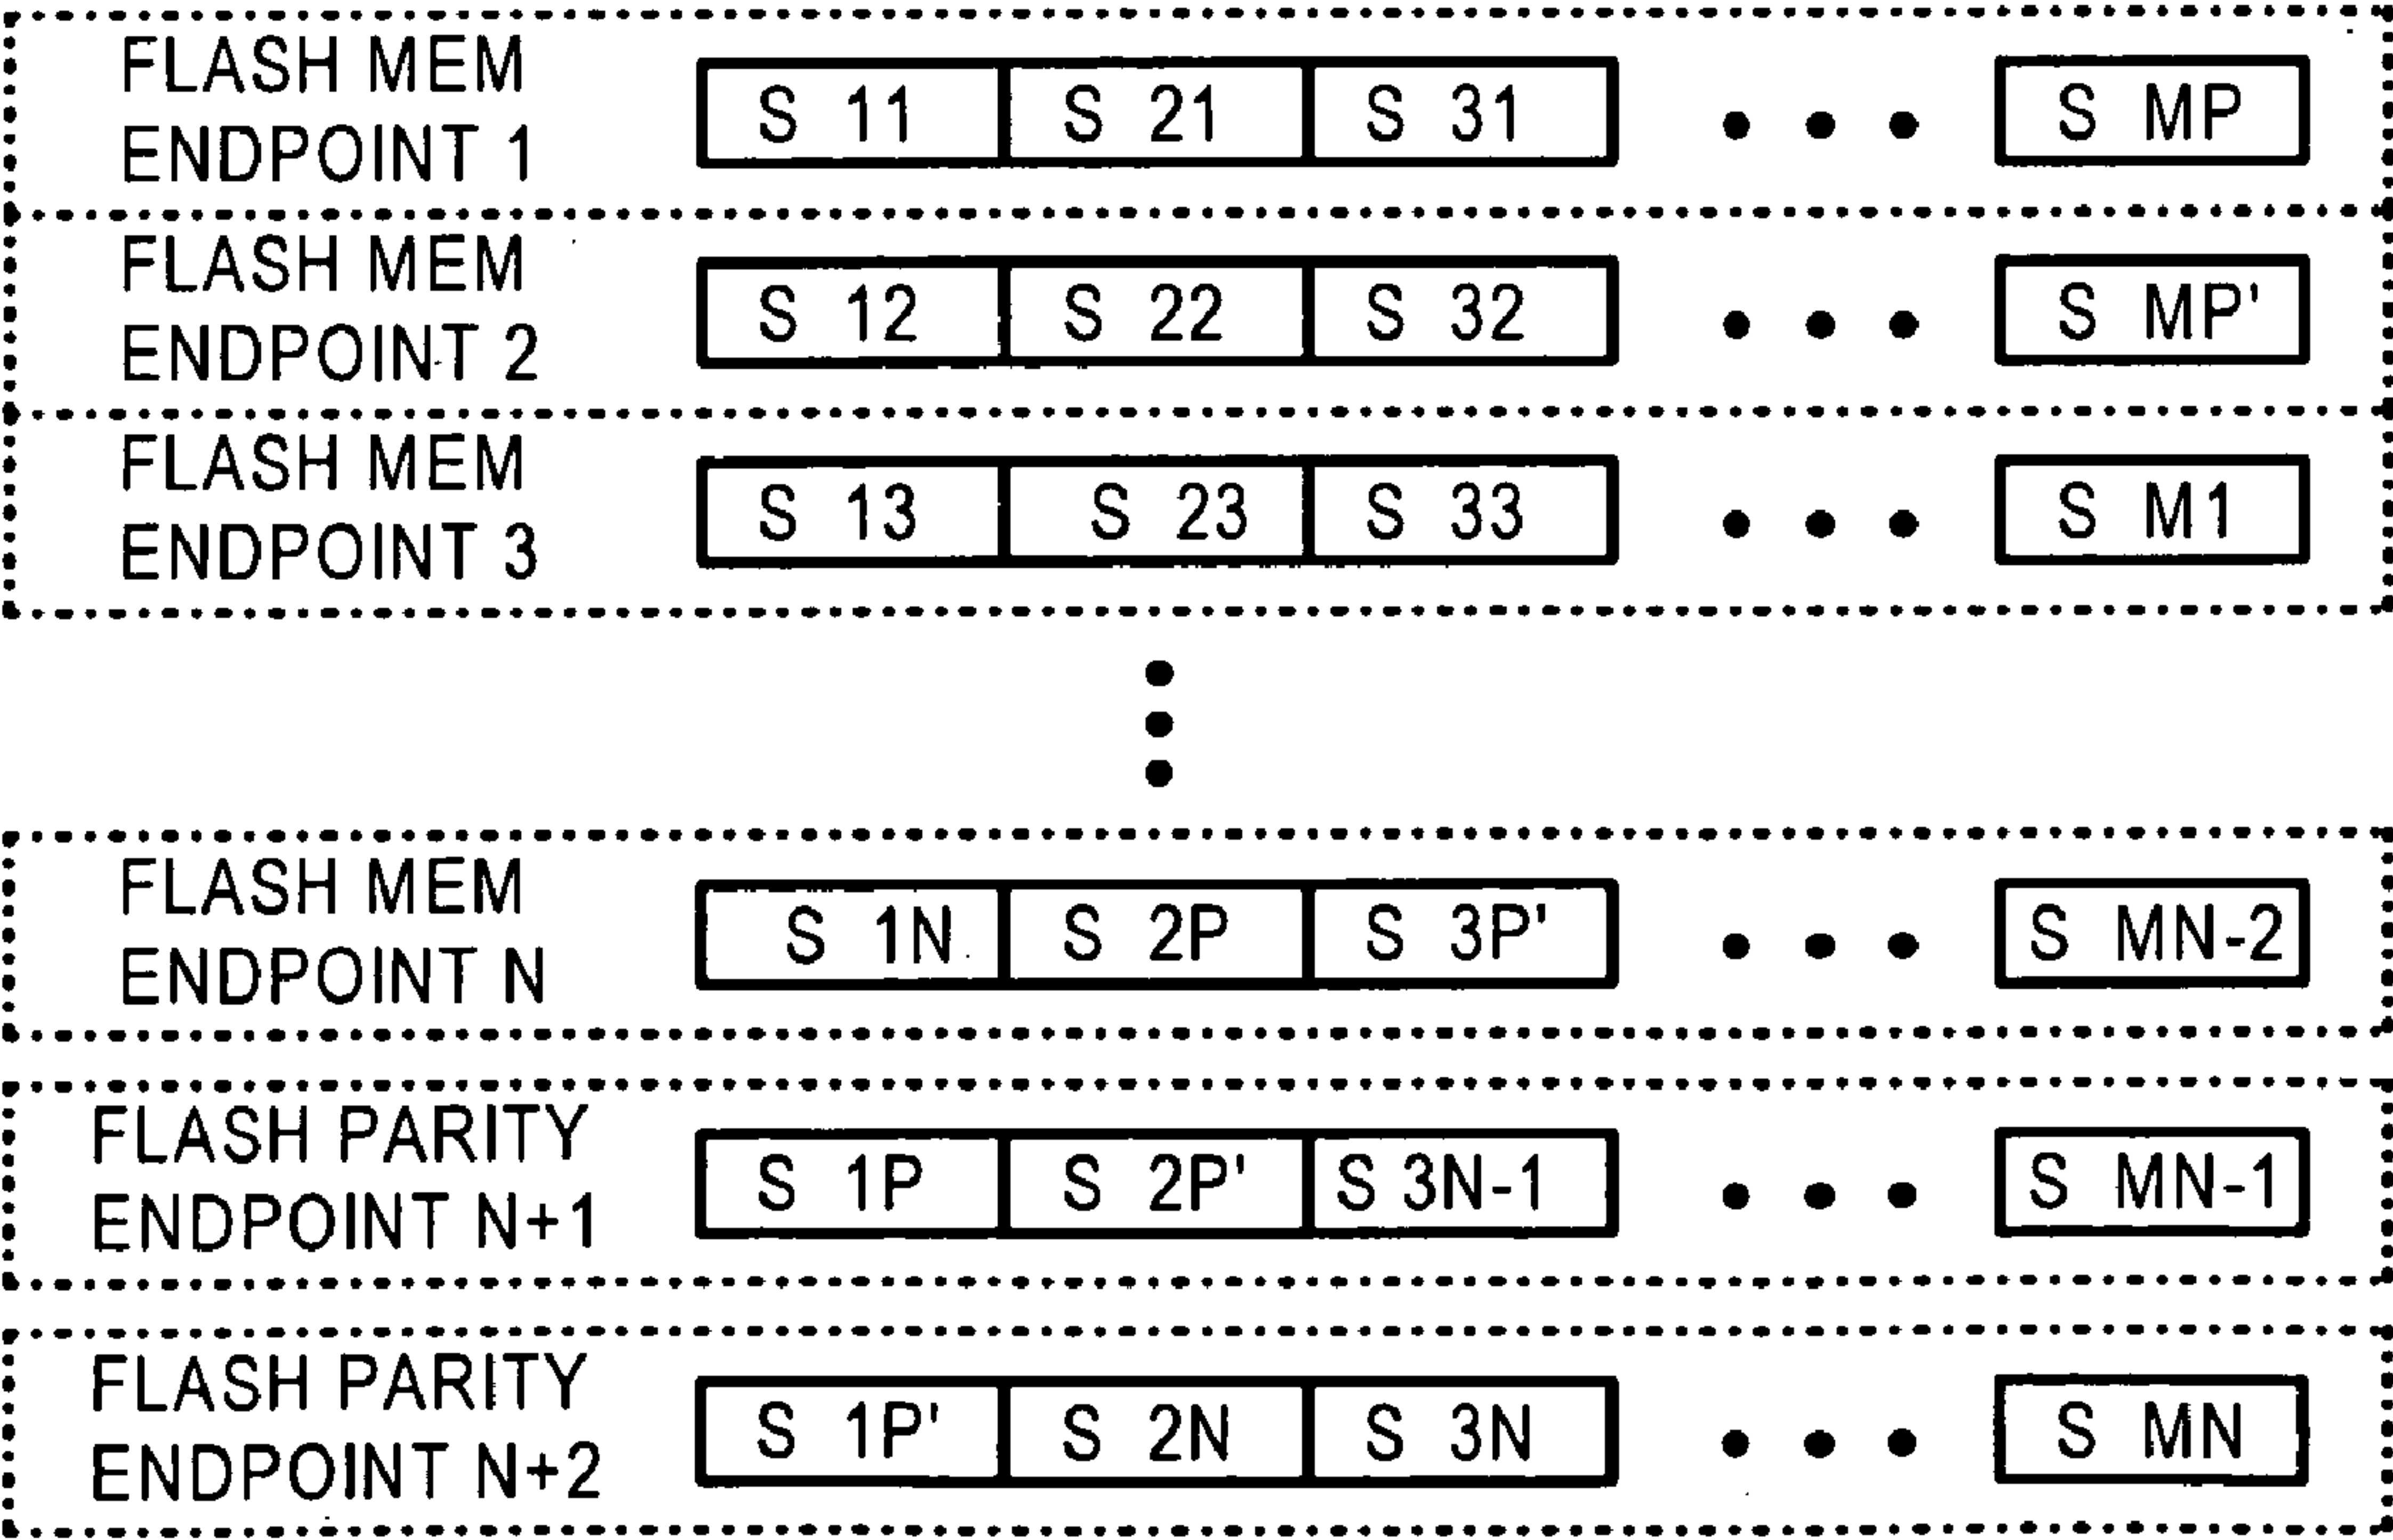 FLASH MEM
ENDPOINT 1
S 11 S 21 S 31 S MP
FLASH MEM
ENDPOINT 2
S 12 S 22 S 32 S MP'
FLASH MEM
ENDPOINT 3
S 13 S 23 S 33 S M1
FLASH MEM
ENDPOINT N
S 1N S 2P S 3P' S MN-2
FLASH PARITY
ENDPOINT N+1
S 1P S 2P' S 3N-1 S MN-1
FLASH PARITY
ENDPOINT N+2
S 1P' S 2N S 3N S MN